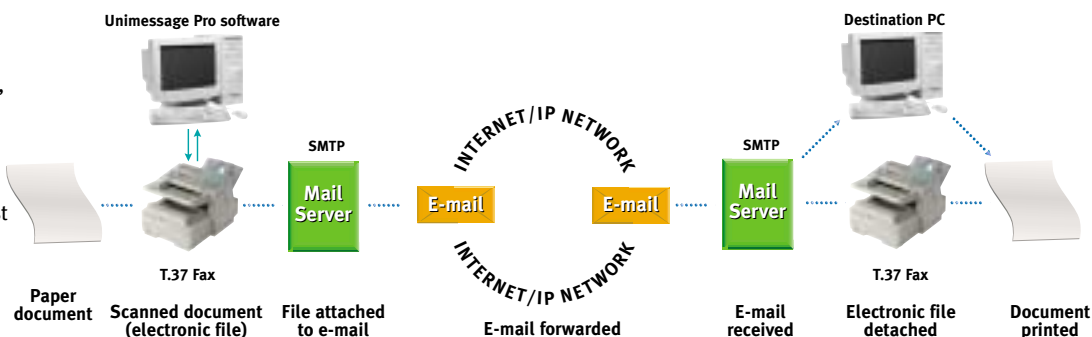 Unimessage Pro software
Destination PC
,
st
SMTP
Mail
Server
E-mail
INTERNET/IP NETWORK
INTERNET/IP NETWORK
E-mail
SMTP
Mail
Server
T.37 Fax
T.37 Fax
Paper
document
Scanned document
(electronic file)
File attached
to e-mail
E-mail forwarded
E-mail
received
Electronic file
detached
Document
printed